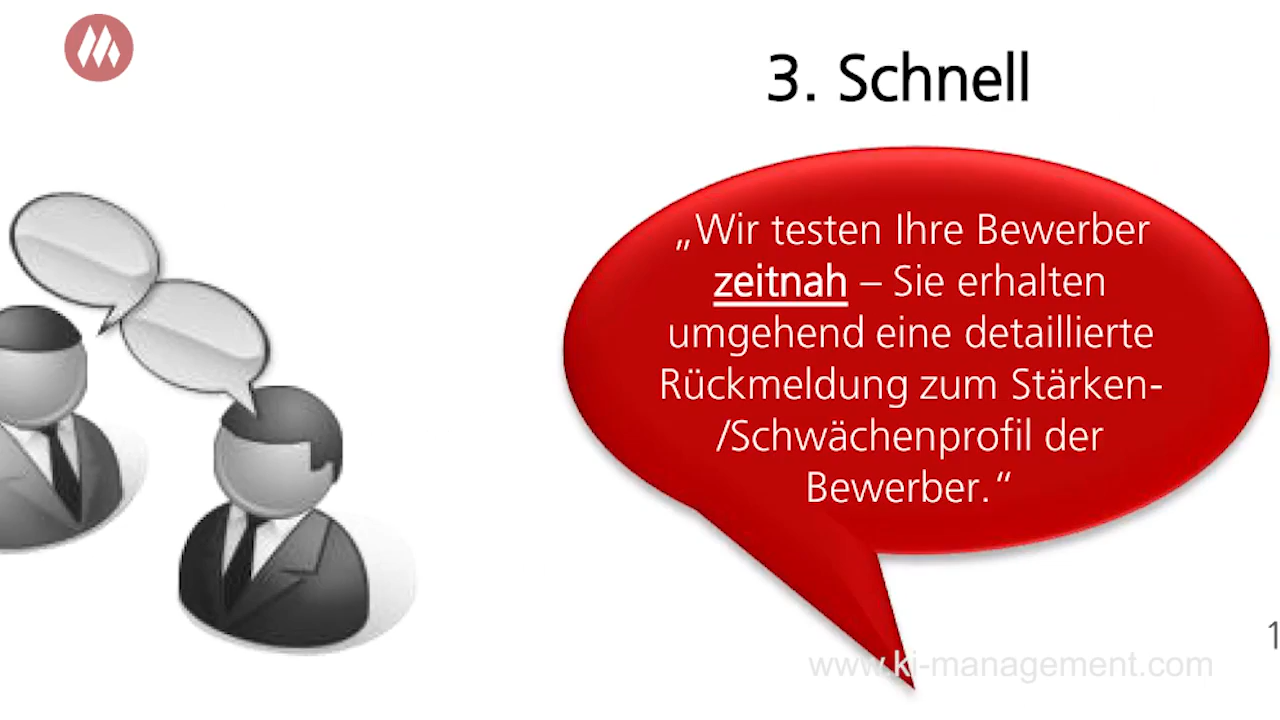 3. Schnell
„Wir testen Ihre Bewerber
zeitnah – Sie erhalten
umgehend eine detaillierte
Rückmeldung zum Stärken-
/Schwächenprofil der
Bewerber.“
1
www.ki-management.com